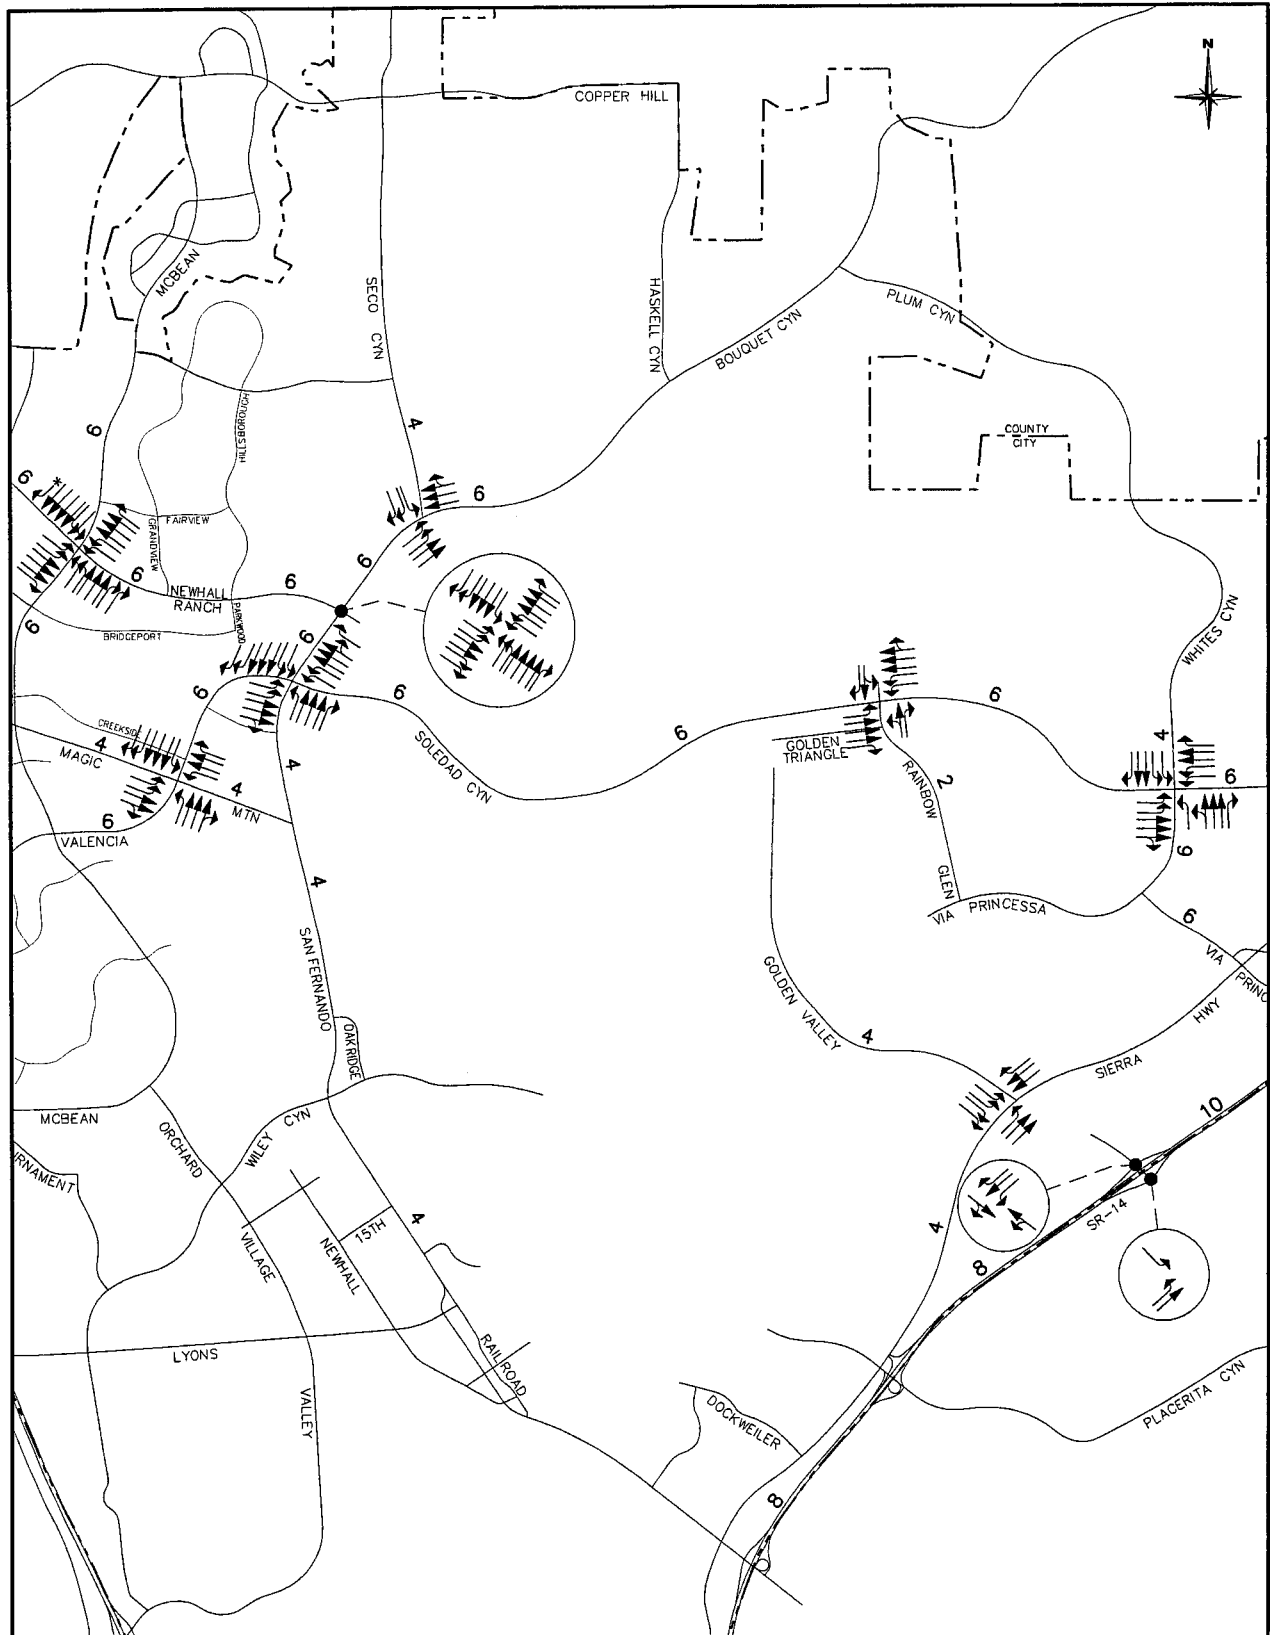 N
COPPER HILL
MCBEAN
SECO CYN
HASKELL CYN
BOUQUET CYN
PLUM CYN
HILLSBOROUGH
COUNTY
CITY
6
4
6
*
6
FAIRVIEW
GRANDVIEW
6
6
6
NEWHALL
RANCH
PARKWOOD
BRIDGEPORT
6
6
WHITES CYN
6
6
6
CREEKSIDE
4
MAGIC
4
4
MTN
SOLEDAD CYN
6
GOLDEN
TRIANGLE
RAINBOW
2
GLEN
4
6
6
6
VALENCIA
4
VIA PRINCESSA
6
VIA
PRINC
SAN FERNANDO
OAKRIDGE
GOLDEN VALLEY
4
HWY
SIERRA
MCBEAN
ORCHARD
WILEY CYN
10
RNAMENT
4
15TH
4
SR-14
VILLAGE
NEWHALL
8
LYONS
RAILROAD
VALLEY
DOCKWEILER
PLACERITA CYN
8